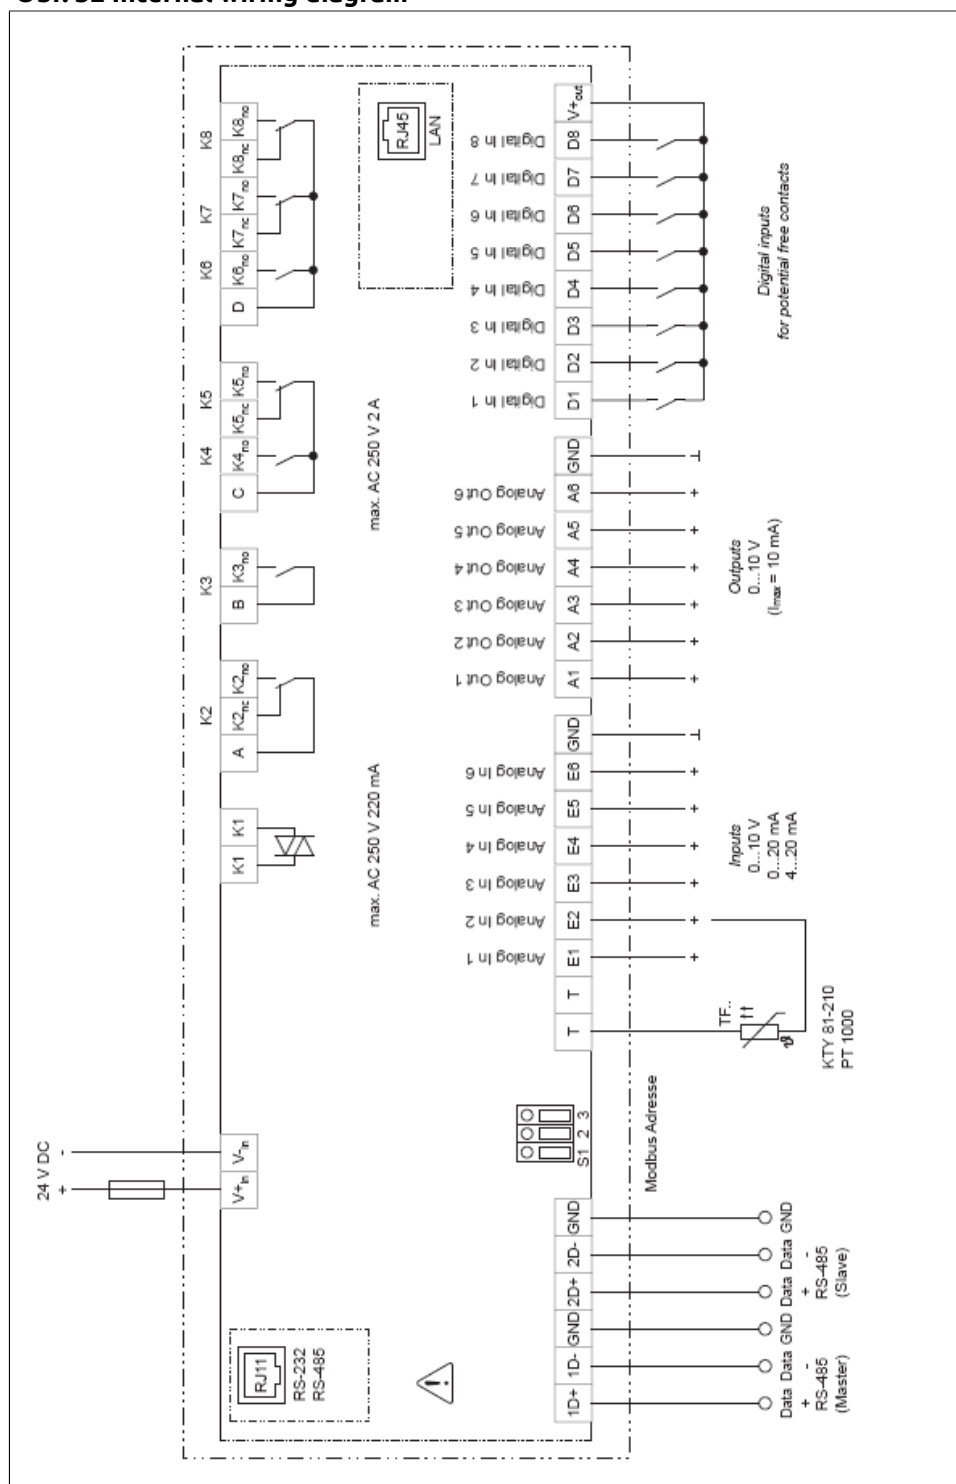 24 V DC
+ -
V+in
V-in
K1
K1
max. AC 250 V 220 mA
K2
A
K2nc
K2no
K3
B
K3no
K4
K5
C
K4no
K5nc
K5no
max. AC 250 V 2 A
K6
K7
K8
D
K6no
K7nc
K7no
K8nc
K8no
RJ45
LAN
RJ11
RS-232
RS-485
S1 2 3
Modbus Adresse
1D+
1D-
GND
2D+
2D-
GND
Data Data GND Data Data GND
+ - + -
RS-485
(Master)
RS-485
(Slave)
T
T
E1
E2
E3
E4
E5
E6
GND
Analog In 1
Analog In 2
Analog In 3
Analog In 4
Analog In 5
Analog In 6
TF..
KTY 81-210
PT 1000
Inputs
0...10 V
0...20 mA
4...20 mA
A1
A2
A3
A4
A5
A6
GND
Analog Out 1
Analog Out 2
Analog Out 3
Analog Out 4
Analog Out 5
Analog Out 6
Outputs
0...10 V
(Imax = 10 mA)
D1
D2
D3
D4
D5
D6
D7
D8
V+out
Digital In 1
Digital In 2
Digital In 3
Digital In 4
Digital In 5
Digital In 6
Digital In 7
Digital In 8
Digital inputs
for potential free contacts